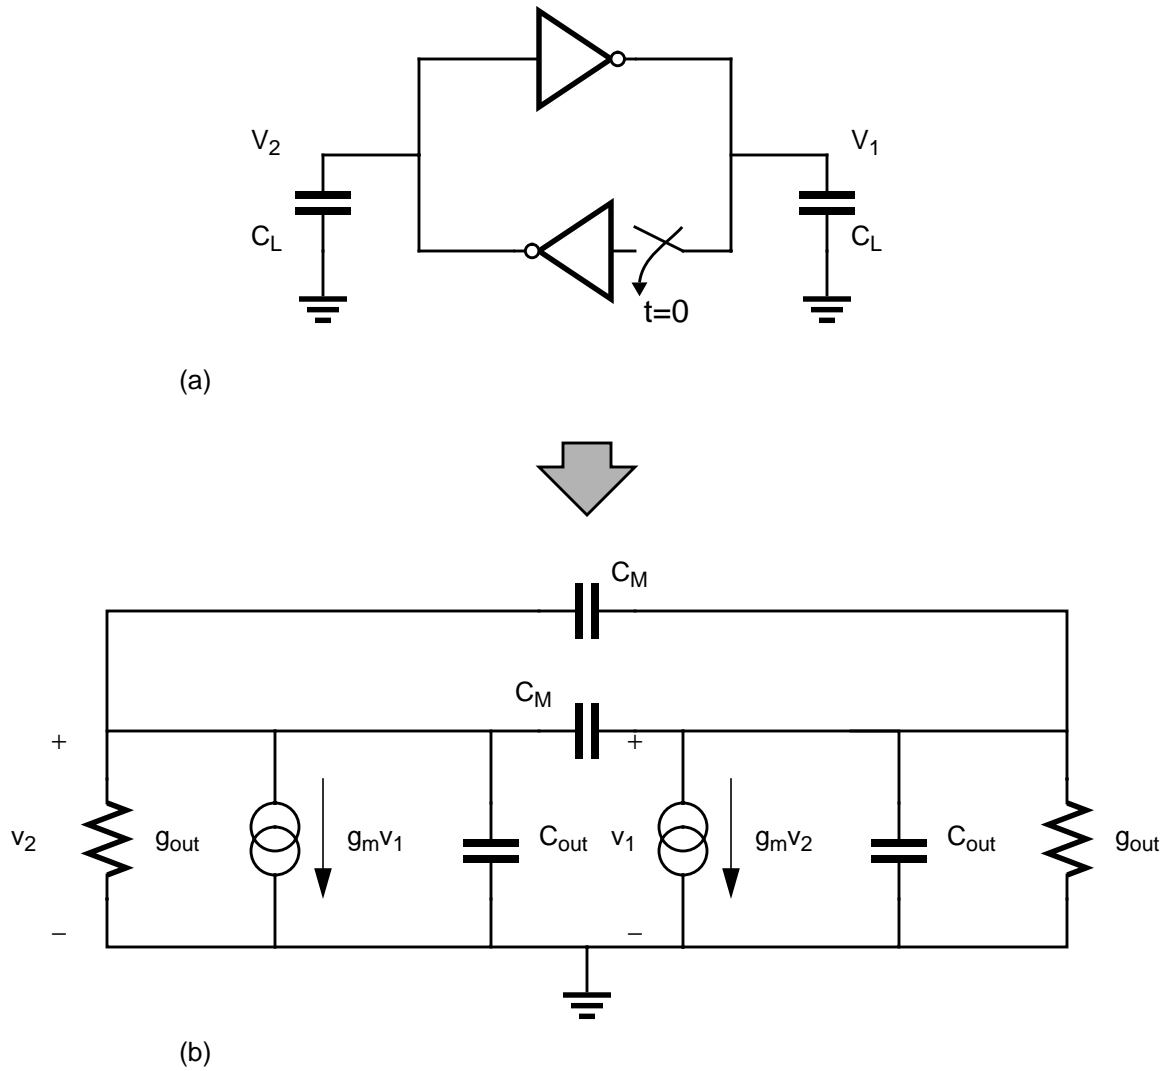 V2 V1
CL CL
t=0
(a)
CM
CM
+ +
v2 gout gmv1 Cout v1 gmv2 Cout gout
– –
(b)